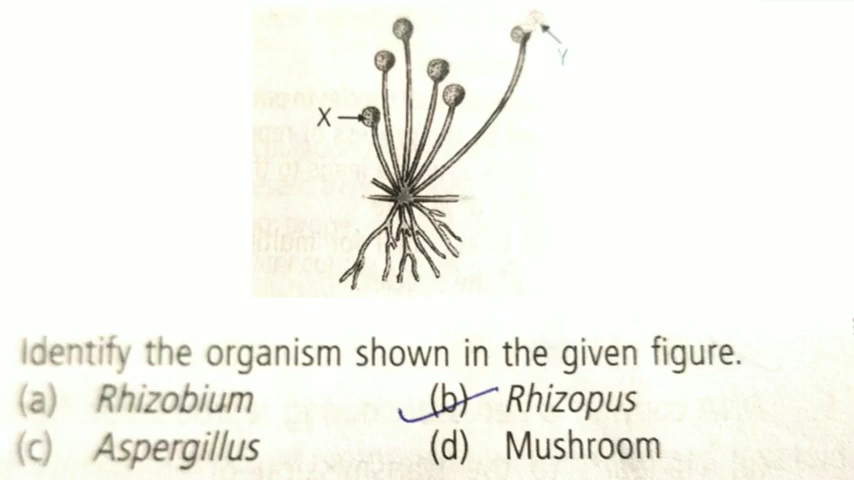 Y
X
Identify the organism shown in the given figure.
(a) Rhizobium (b) Rhizopus
(c) Aspergillus (d) Mushroom